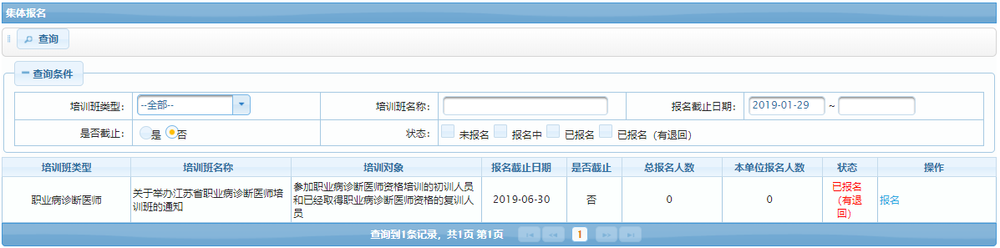 集体报名
查询
查询条件
培训班类型： --全部-- 培训班名称： 报名截止日期： 2019-01-29 ~
是否截止： 是 否 状态： 未报名 报名中 已报名 已报名（有退回）
培训班类型 培训班名称 培训对象 报名截止日期 是否截止 总报名人数 本单位报名人数 状态 操作
职业病诊断医师
关于举办江苏省职业病诊断医师培
训班的通知
参加职业病诊断医师资格培训的初训人员
和已经取得职业病诊断医师资格的复训人
员
2019-06-30
否
0
0
已报名
（有退
回）
报名
查询到1条记录，共1页 第1页 1